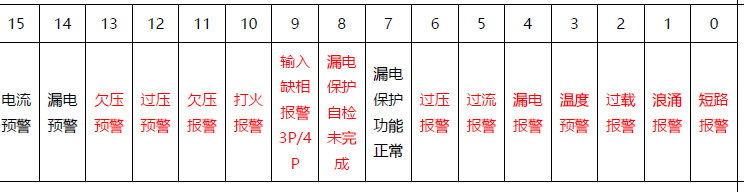 15 14 13 12 11 10 9 8 7 6 5 4 3 2 1 0
电流预警
漏电预警
欠压预警
过压预警
欠压报警
打火报警
输入缺相报警3P/4P
漏电保护自检未完成
漏电保护功能正常
过压报警
过流报警
漏电报警
温度预警
过载报警
浪涌报警
短路报警